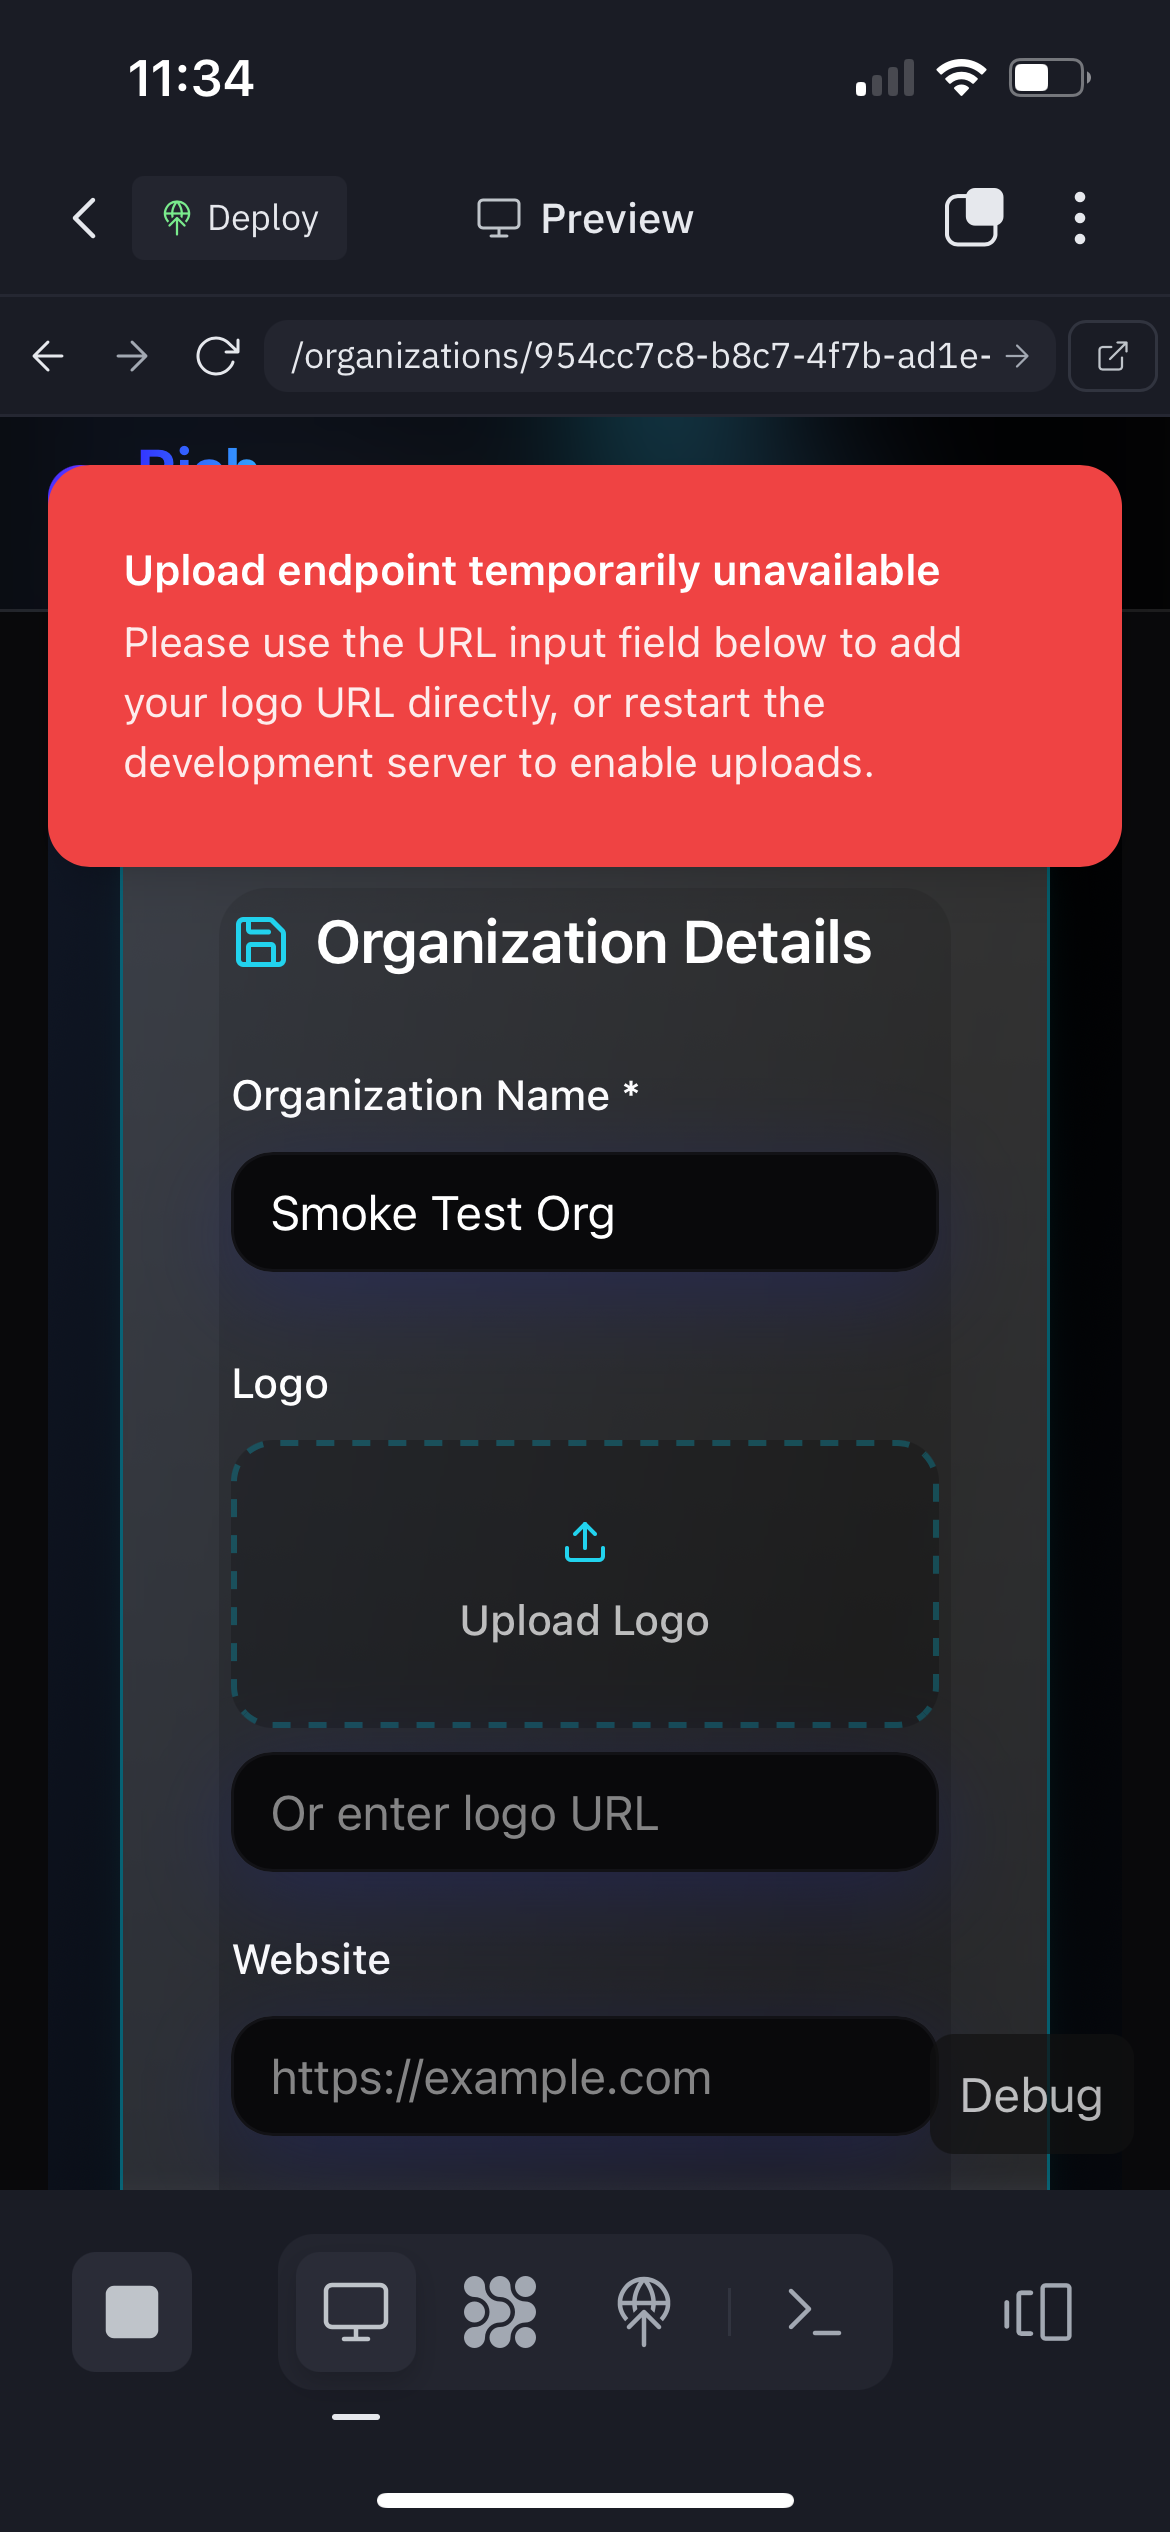 11:34
Deploy
Preview
/organizations/954cc7c8-b8c7-4f7b-ad1e-
Upload endpoint temporarily unavailable
Please use the URL input field below to add
your logo URL directly, or restart the
development server to enable uploads.
Organization Details
Organization Name *
Smoke Test Org
Logo
Upload Logo
Or enter logo URL
Website
https://example.com
Debug